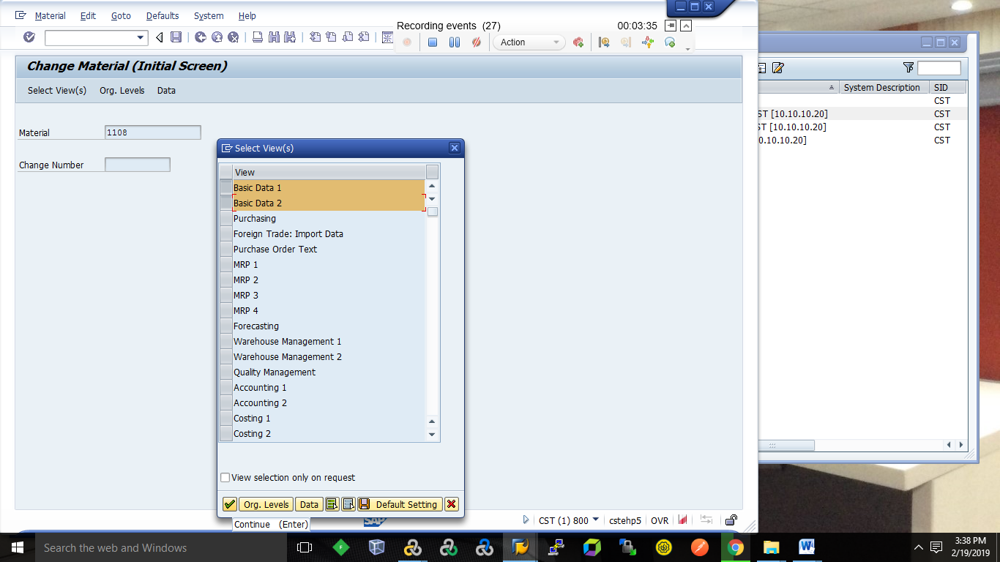 Material Edit Goto Defaults System Help
Recording events (27) 00:03:35
Action
Change Material (Initial Screen)
Select View(s) Org. Levels Data
Material 1108
Change Number
Select View(s)
View
Basic Data 1
Basic Data 2
Purchasing
Foreign Trade: Import Data
Purchase Order Text
MRP 1
MRP 2
MRP 3
MRP 4
Forecasting
Warehouse Management 1
Warehouse Management 2
Quality Management
Accounting 1
Accounting 2
Costing 1
Costing 2
View selection only on request
Org. Levels Data Default Setting
Continue (Enter)
SAP
CST (1) 800 cstehp5 OVR
System Description SID
CST
ST [10.10.10.20] CST
ST [10.10.10.20] CST
0.10.10.20] CST
Search the web and Windows
3:38 PM
2/19/2019